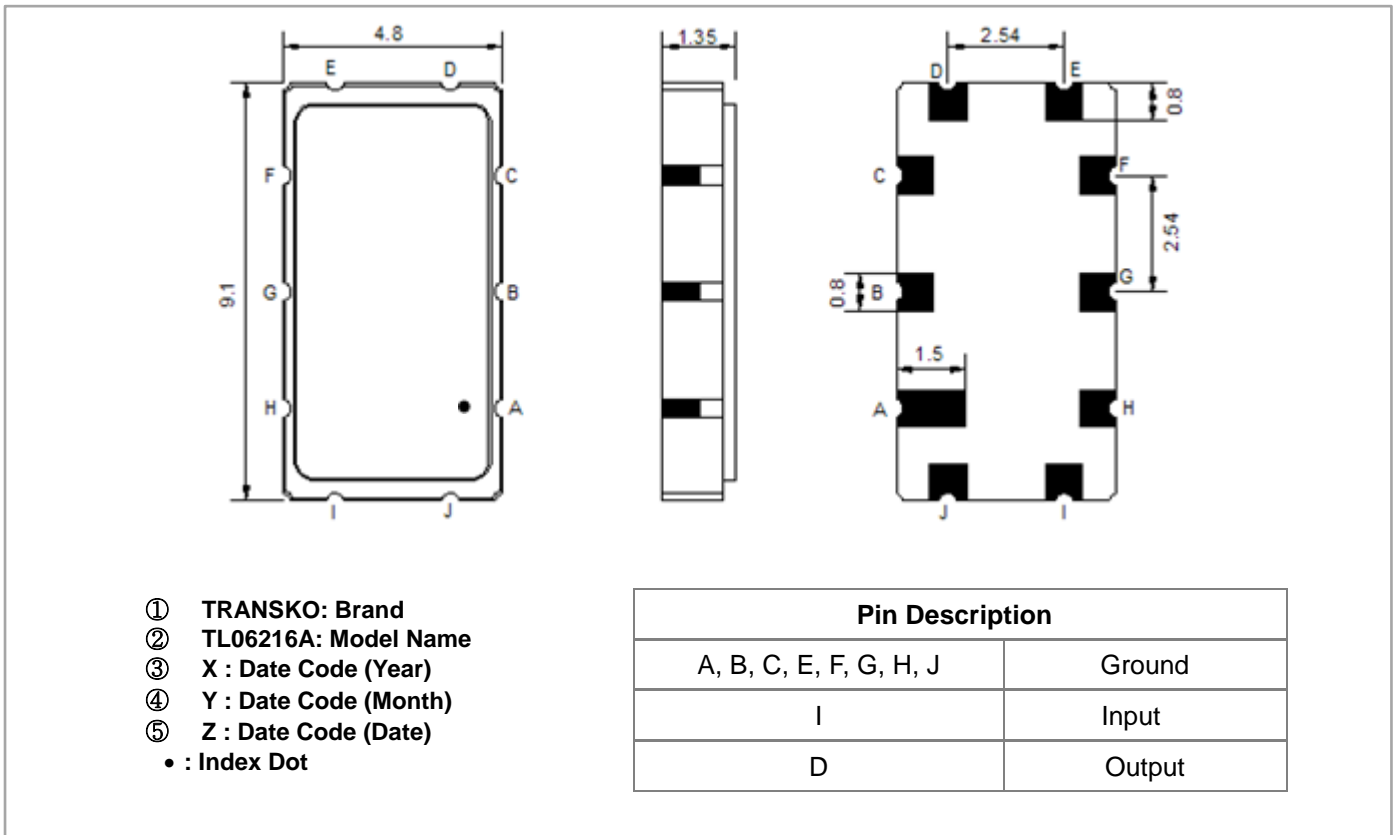 4.8
1.35
2.54
E D
D E
0.8
F C
C F
2.54
9.1
G B
0.8 B G
1.5
H A
A H
I J
J I
① TRANSKO: Brand
② TL06216A: Model Name
③ X : Date Code (Year)
④ Y : Date Code (Month)
⑤ Z : Date Code (Date)
• : Index Dot
Pin Description
A, B, C, E, F, G, H, J Ground
I Input
D Output